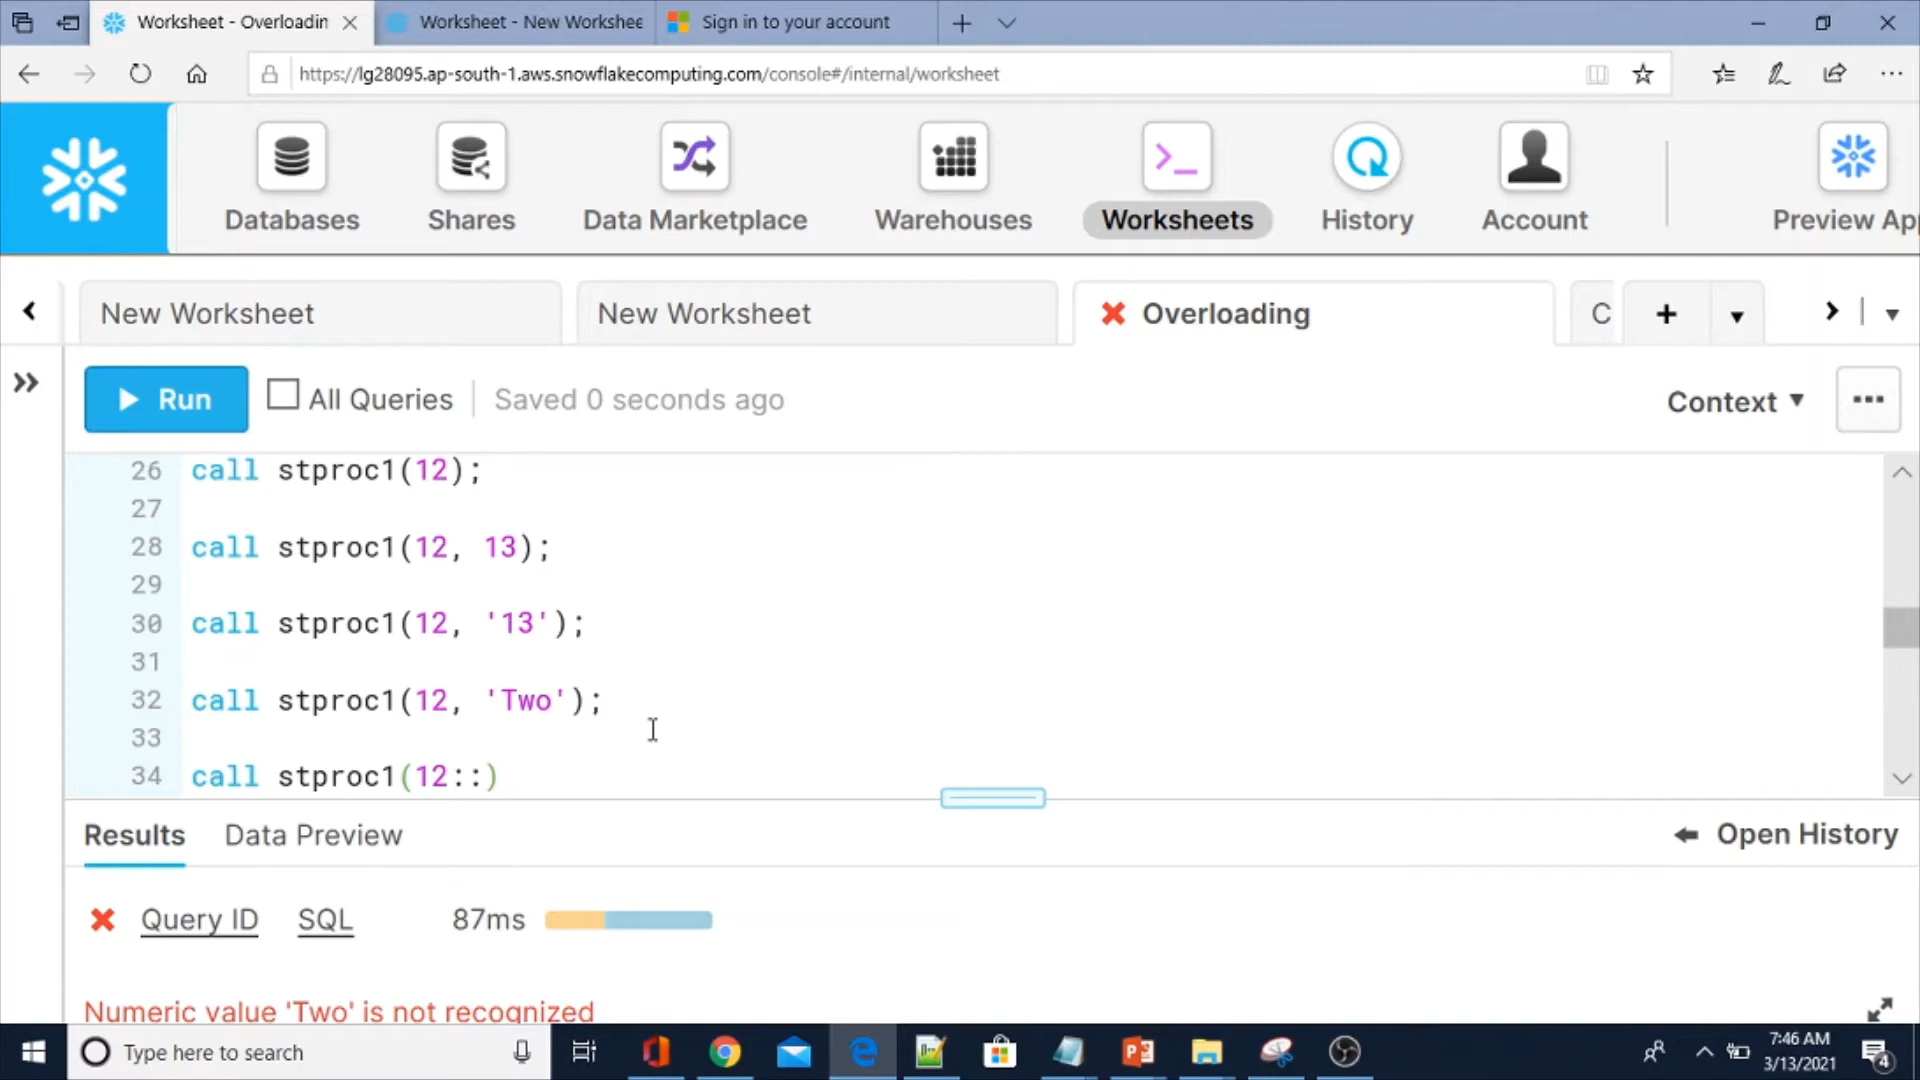 Worksheet - Overloadin
Worksheet - New Workshee
Sign in to your account
https://lg28095.ap-south-1.aws.snowflakecomputing.com/console#/internal/worksheet
Databases
Shares
Data Marketplace
Warehouses
Worksheets
History
Account
Preview Ap
New Worksheet
New Worksheet
Overloading
C
Run
All Queries
Saved 0 seconds ago
Context
26 call stproc1(12);
27
28 call stproc1(12, 13);
29
30 call stproc1(12, '13');
31
32 call stproc1(12, 'Two');
33
34 call stproc1(12::)
Results
Data Preview
Open History
Query ID
SQL
87ms
Numeric value 'Two' is not recognized
Type here to search
7:46 AM
3/13/2021
4